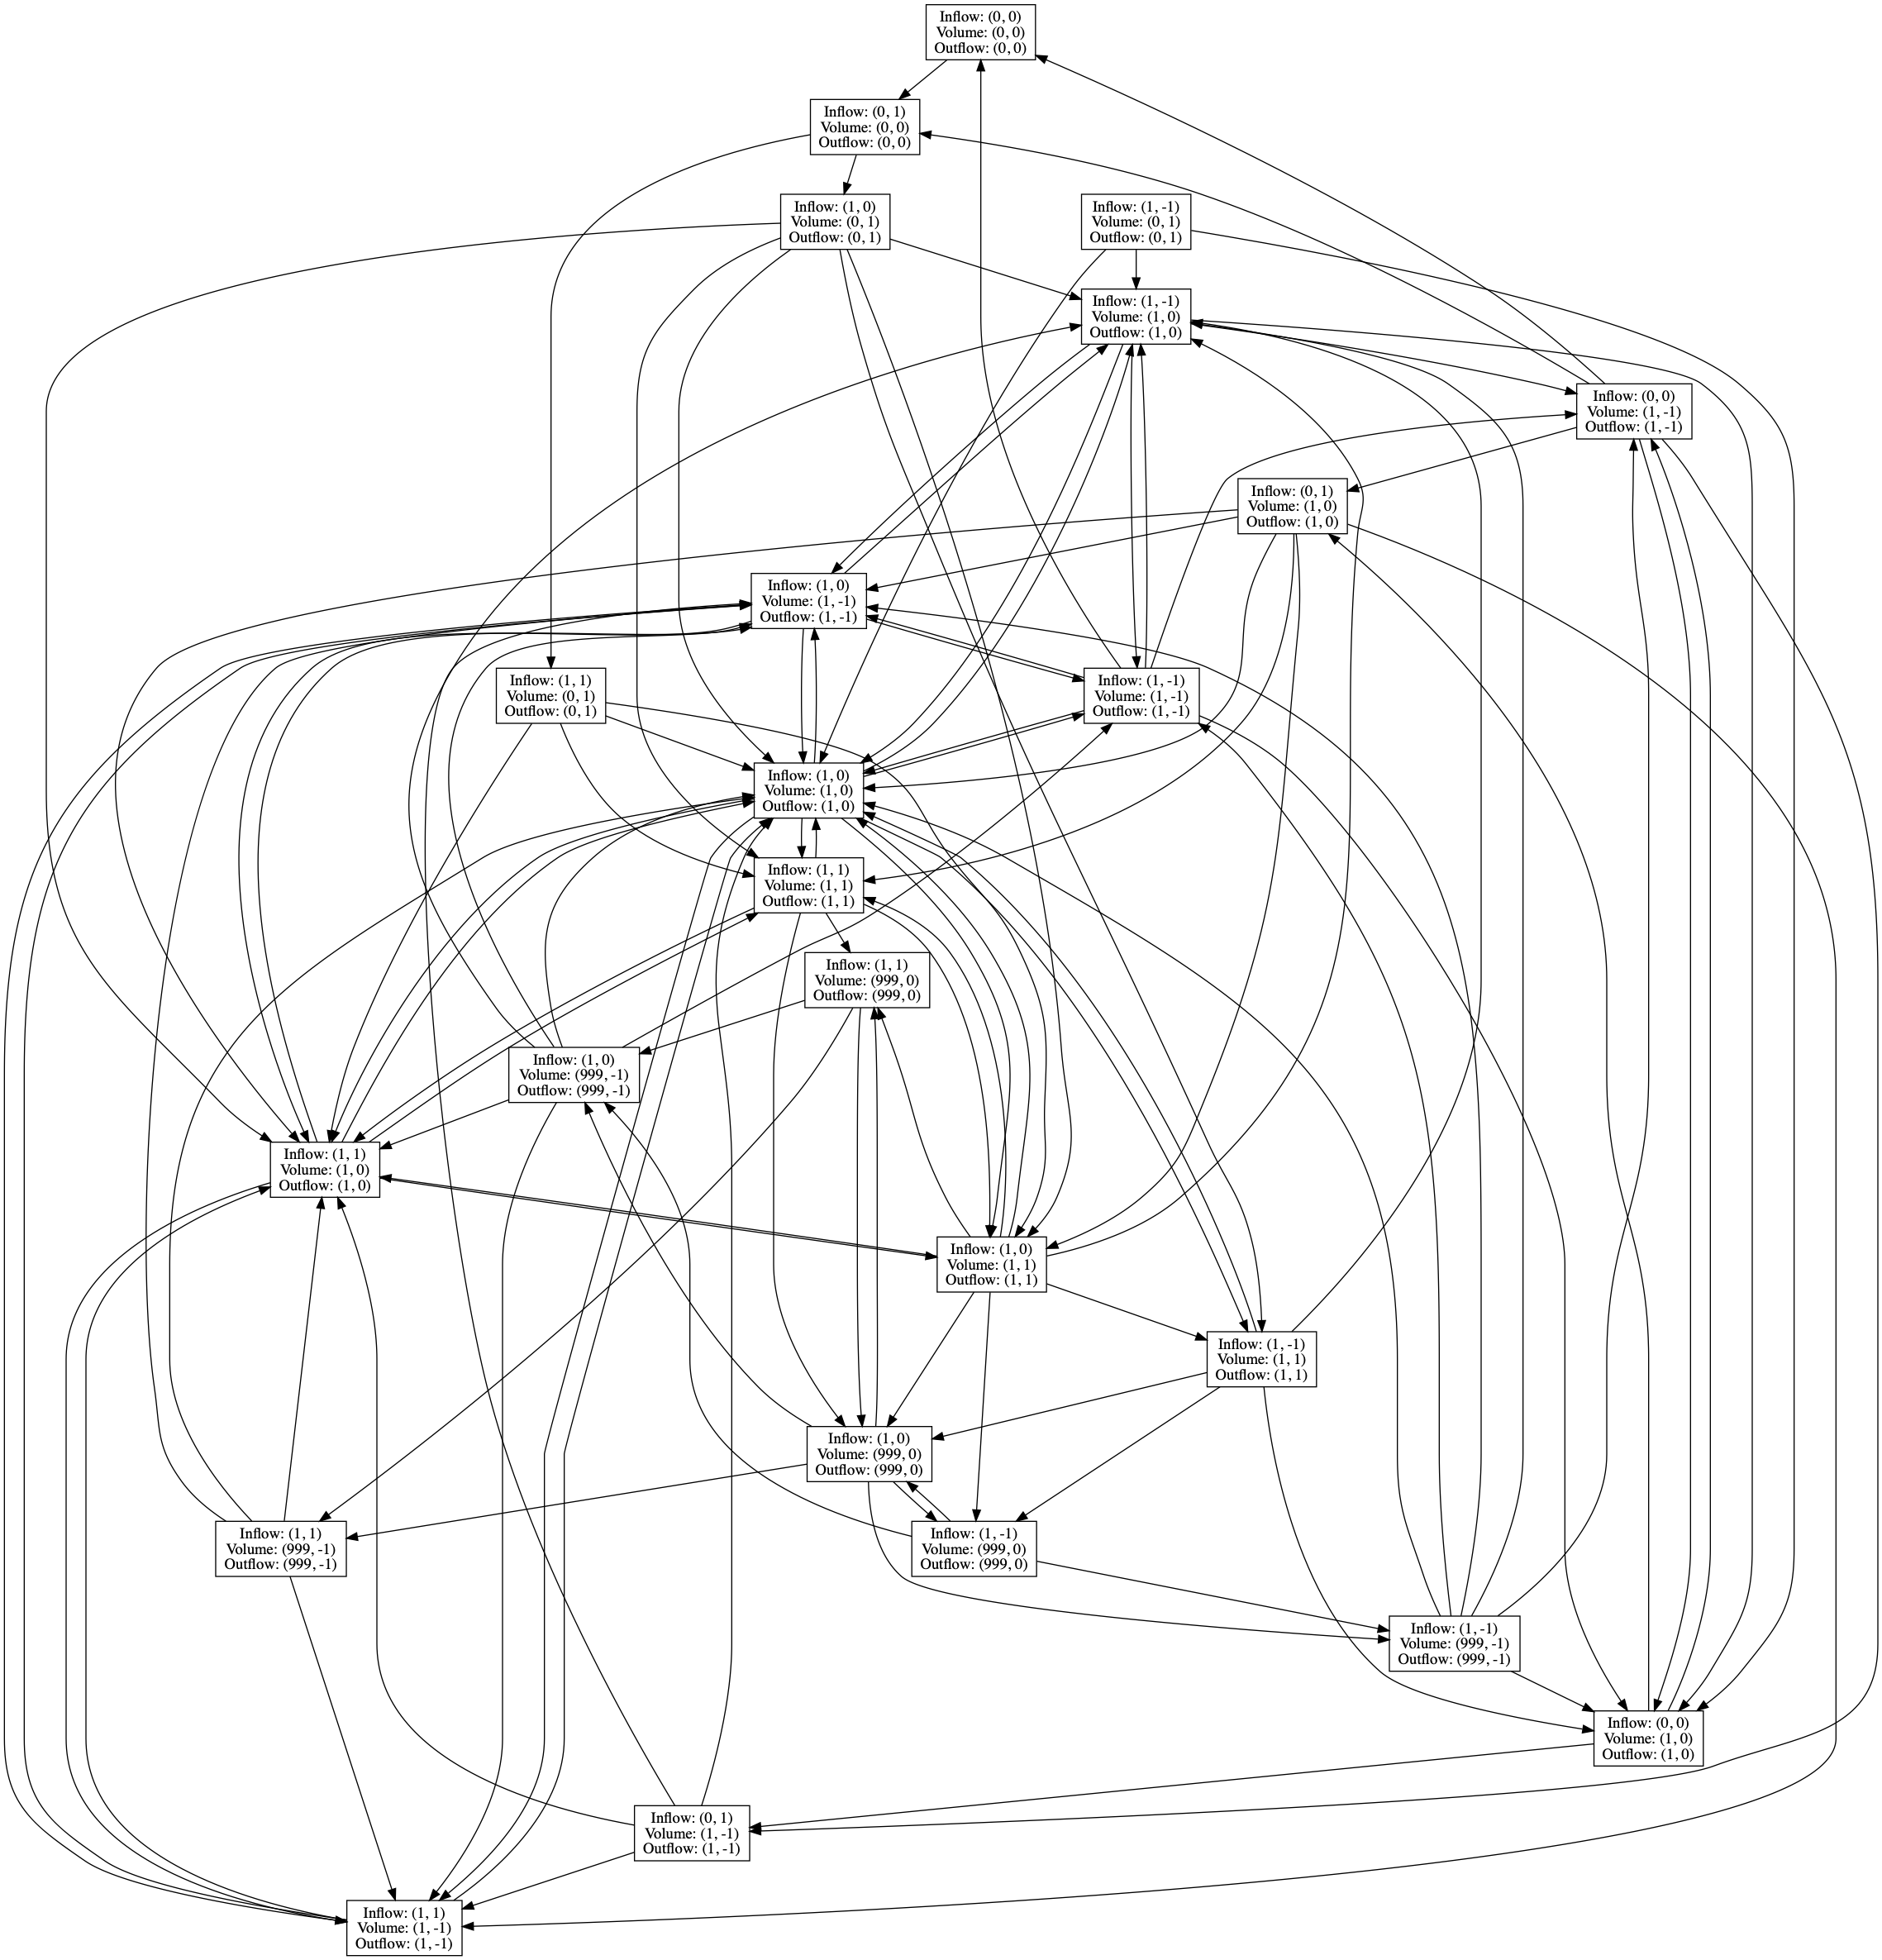 Inflow: (0, 0)
Volume: (0, 0)
Outflow: (0, 0)
Inflow: (0, 1)
Volume: (0, 0)
Outflow: (0, 0)
Inflow: (1, 0)
Volume: (0, 1)
Outflow: (0, 1)
Inflow: (1, -1)
Volume: (0, 1)
Outflow: (0, 1)
Inflow: (1, -1)
Volume: (1, 0)
Outflow: (1, 0)
Inflow: (0, 0)
Volume: (1, -1)
Outflow: (1, -1)
Inflow: (0, 1)
Volume: (1, 0)
Outflow: (1, 0)
Inflow: (1, 0)
Volume: (1, -1)
Outflow: (1, -1)
Inflow: (1, 1)
Volume: (0, 1)
Outflow: (0, 1)
Inflow: (1, -1)
Volume: (1, -1)
Outflow: (1, -1)
Inflow: (1, 0)
Volume: (1, 0)
Outflow: (1, 0)
Inflow: (1, 1)
Volume: (1, 1)
Outflow: (1, 1)
Inflow: (1, 1)
Volume: (999, 0)
Outflow: (999, 0)
Inflow: (1, 0)
Volume: (999, -1)
Outflow: (999, -1)
Inflow: (1, 1)
Volume: (1, 0)
Outflow: (1, 0)
Inflow: (1, 0)
Volume: (1, 1)
Outflow: (1, 1)
Inflow: (1, -1)
Volume: (1, 1)
Outflow: (1, 1)
Inflow: (1, 0)
Volume: (999, 0)
Outflow: (999, 0)
Inflow: (1, 1)
Volume: (999, -1)
Outflow: (999, -1)
Inflow: (1, -1)
Volume: (999, 0)
Outflow: (999, 0)
Inflow: (1, -1)
Volume: (999, -1)
Outflow: (999, -1)
Inflow: (0, 0)
Volume: (1, 0)
Outflow: (1, 0)
Inflow: (0, 1)
Volume: (1, -1)
Outflow: (1, -1)
Inflow: (1, 1)
Volume: (1, -1)
Outflow: (1, -1)